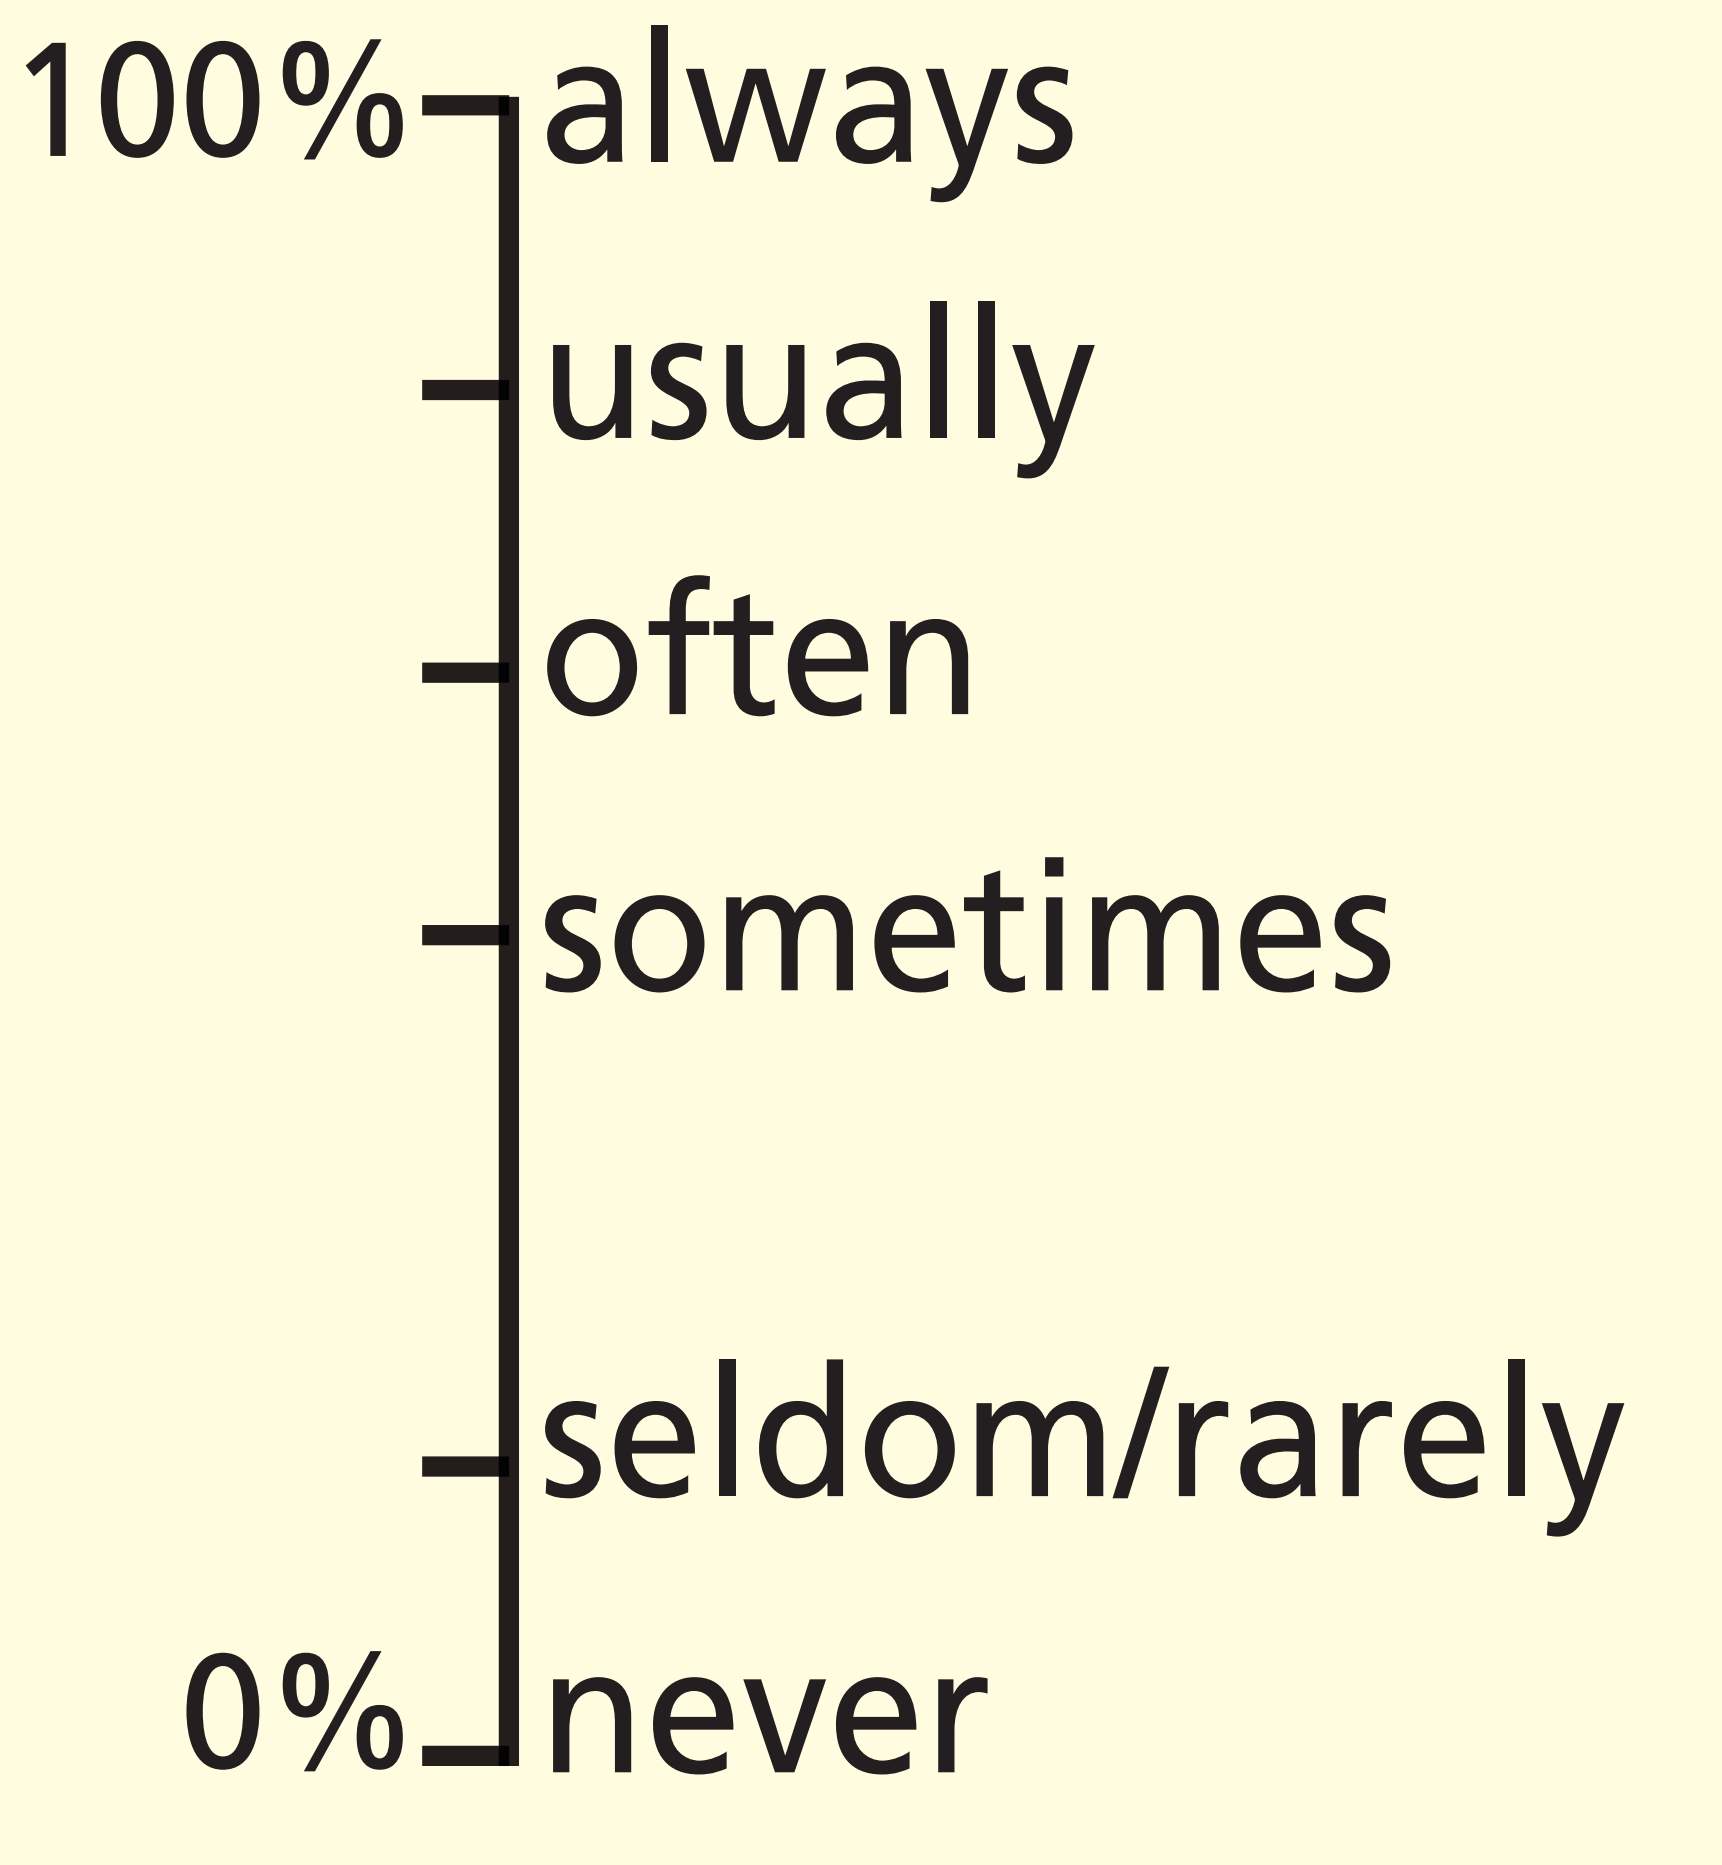 100% always
usually
often
sometimes
seldom/rarely
0% never